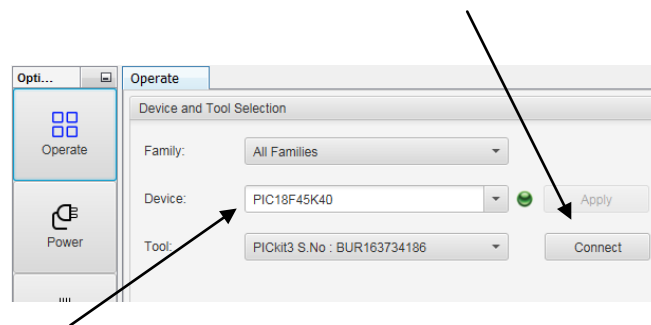 Opti... Operate
Device and Tool Selection
Operate
Family: All Families
Device: PIC18F45K40 Apply
Power
Tool: PICkit3 S.No : BUR163734186 Connect